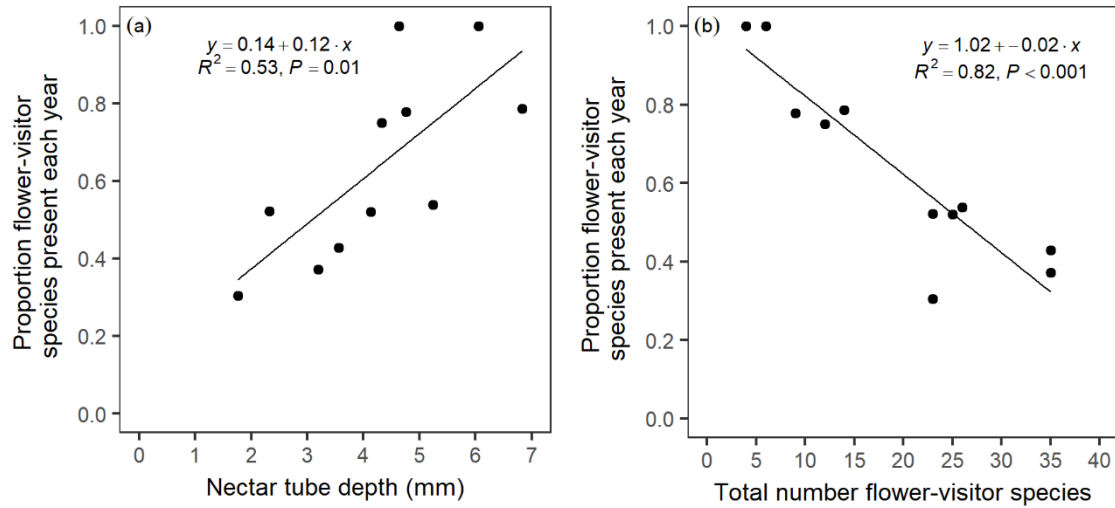 (a)
y = 0.14 + 0.12 · x
R² = 0.53, P = 0.01
1.0
0.8
0.6
0.4
0.2
0.0
Proportion flower-visitor
species present each year
0 1 2 3 4 5 6 7
Nectar tube depth (mm)
(b)
y = 1.02 + −0.02 · x
R² = 0.82, P < 0.001
1.0
0.8
0.6
0.4
0.2
0.0
Proportion flower-visitor
species present each year
0 5 10 15 20 25 30 35 40
Total number flower-visitor species